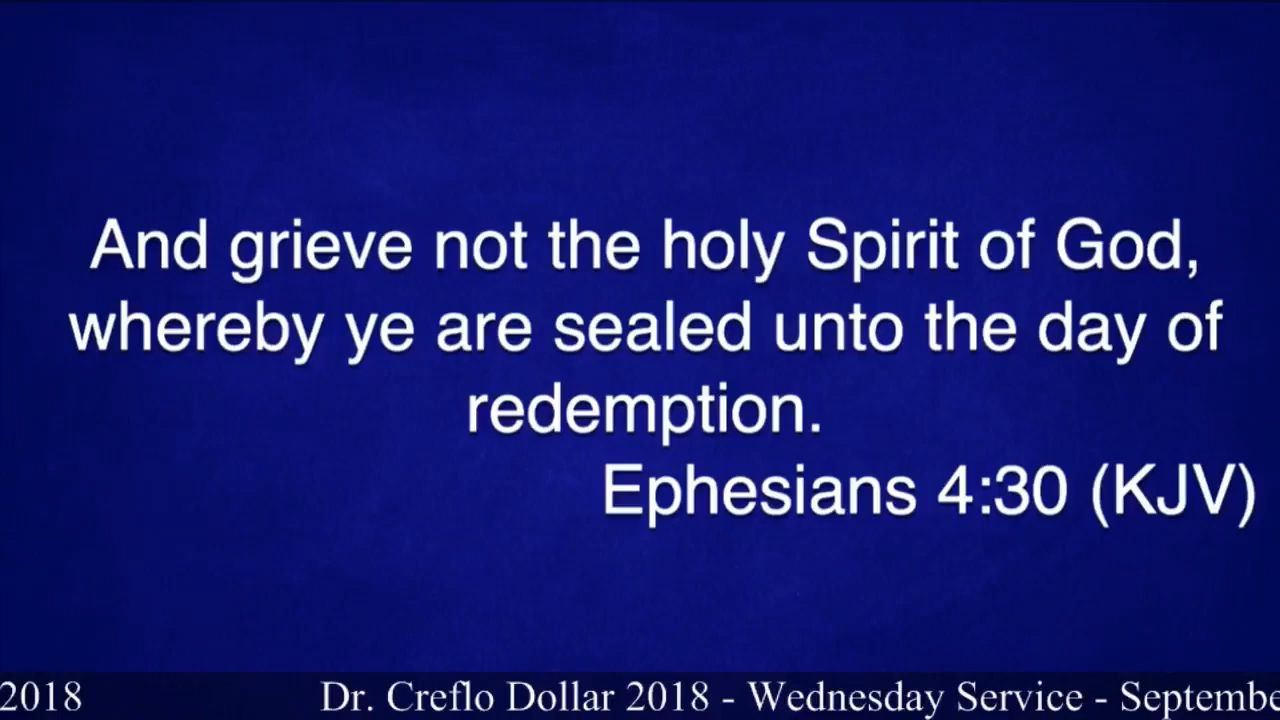 And grieve not the holy Spirit of God,
whereby ye are sealed unto the day of
redemption.
Ephesians 4:30 (KJV)
2018 Dr. Creflo Dollar 2018 - Wednesday Service - Septembe